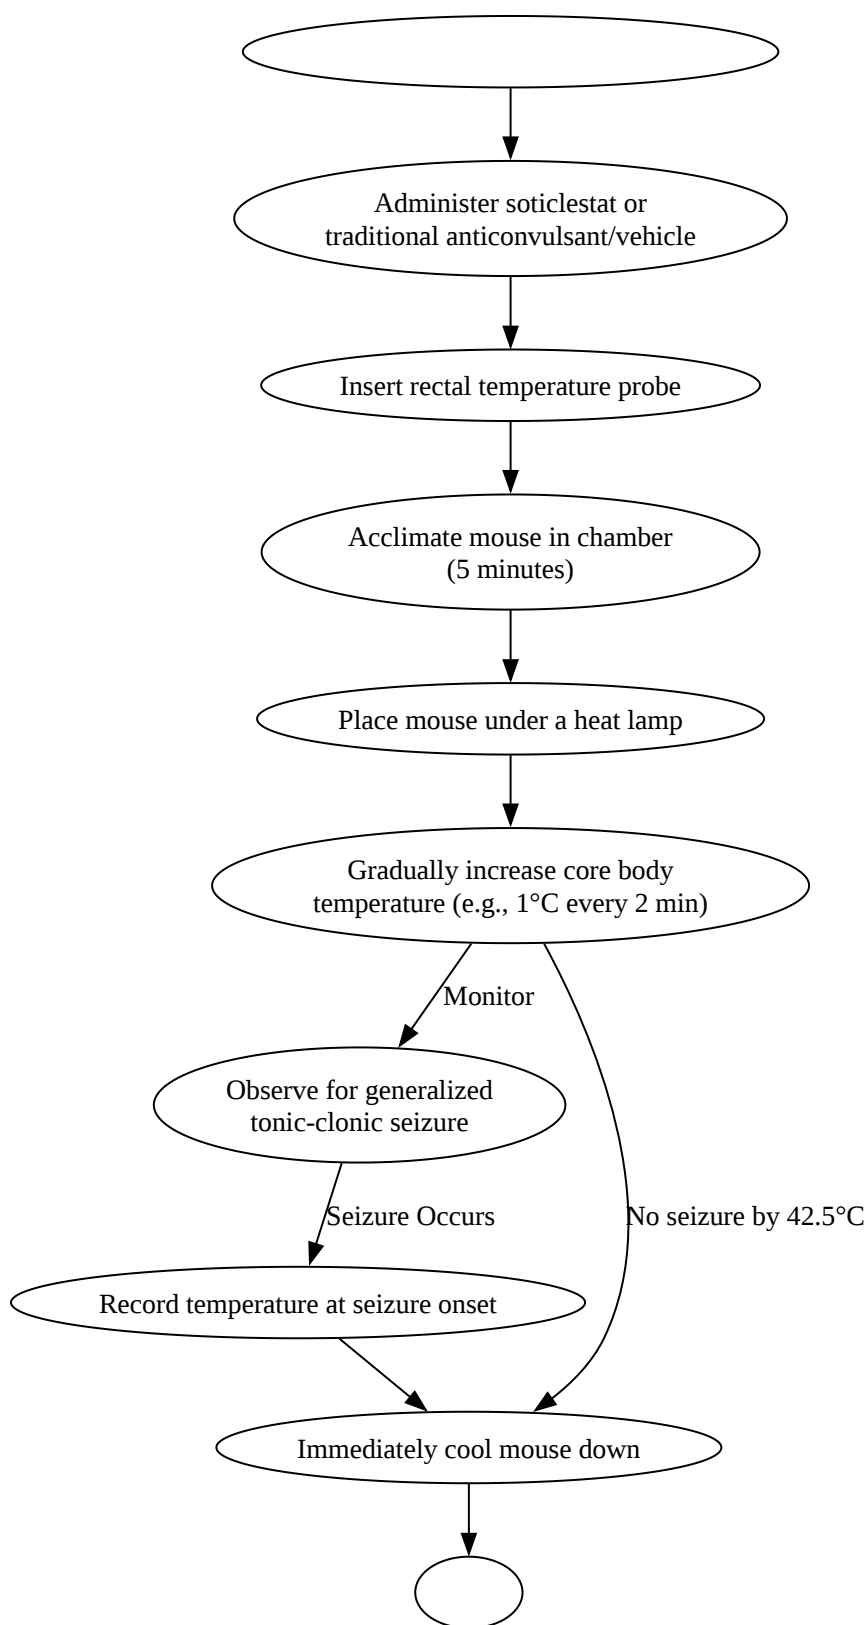 Administer soticlestat or
traditional anticonvulsant/vehicle
Insert rectal temperature probe
Acclimate mouse in chamber
(5 minutes)
Place mouse under a heat lamp
Gradually increase core body
temperature (e.g., 1°C every 2 min)
Monitor
Observe for generalized
tonic-clonic seizure
Seizure Occurs
No seizure by 42.5°C
Record temperature at seizure onset
Immediately cool mouse down